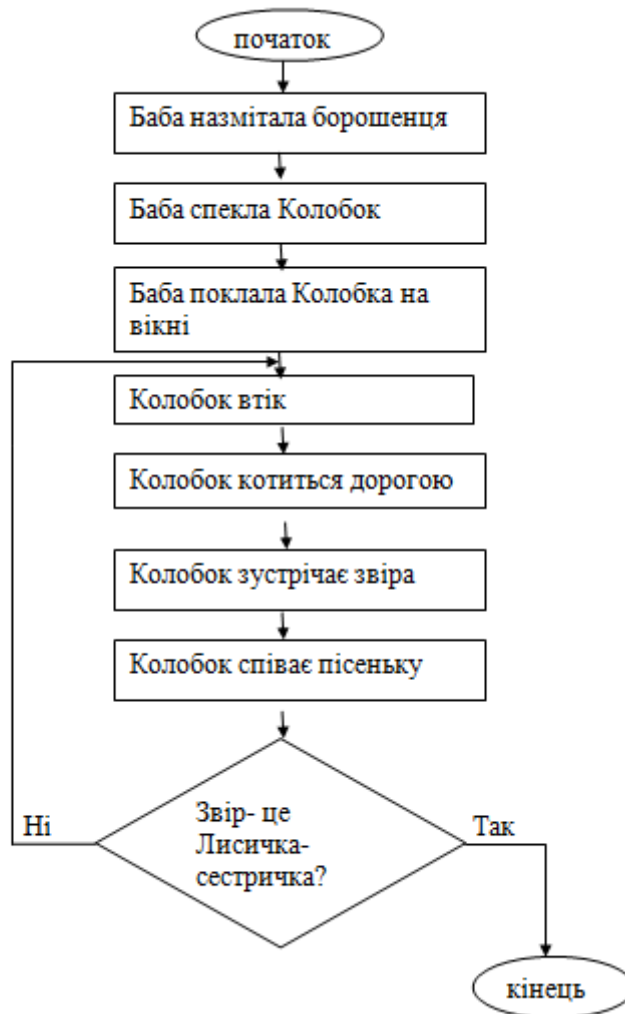 початок
Баба назмітала борошенця
Баба спекла Колобок
Баба поклала Колобка на
вікні
Колобок втік
Колобок котиться дорогою
Колобок зустрічає звіра
Колобок співає пісеньку
Звір- це
Лисичка-
сестричка?
Ні
Так
кінець